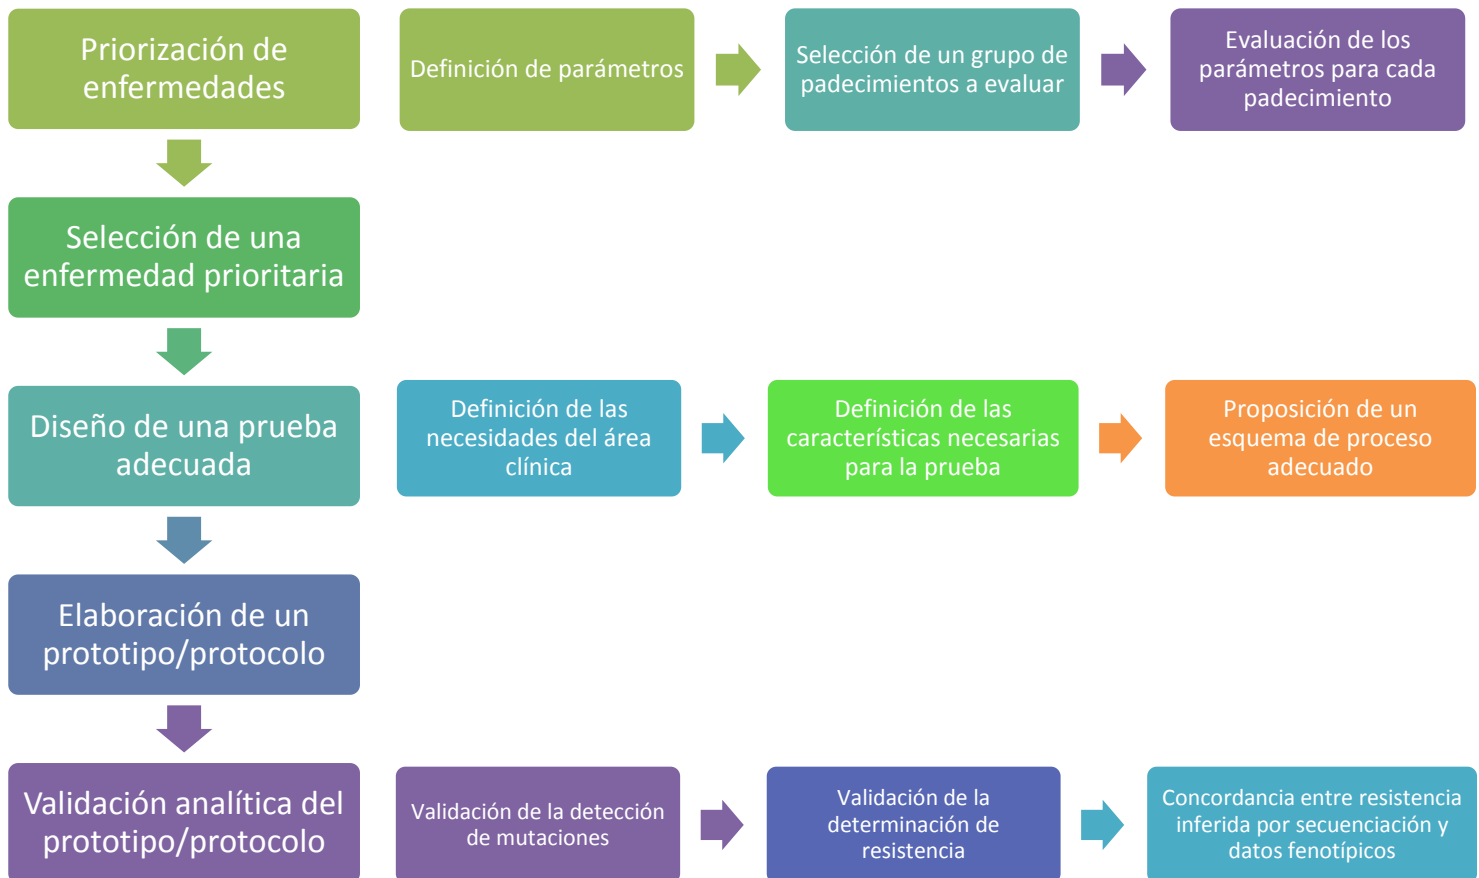 Priorización de
enfermedades
Definición de parámetros
Selección de un grupo de
padecimientos a evaluar
Evaluación de los
parámetros para cada
padecimiento
Selección de una
enfermedad prioritaria
Diseño de una prueba
adecuada
Definición de las
necesidades del área
clínica
Definición de las
características necesarias
para la prueba
Proposición de un
esquema de proceso
adecuado
Elaboración de un
prototipo/protocolo
Validación analítica del
prototipo/protocolo
Validación de la detección
de mutaciones
Validación de la
determinación de
resistencia
Concordancia entre resistencia
inferida por secuenciación y
datos fenotípicos